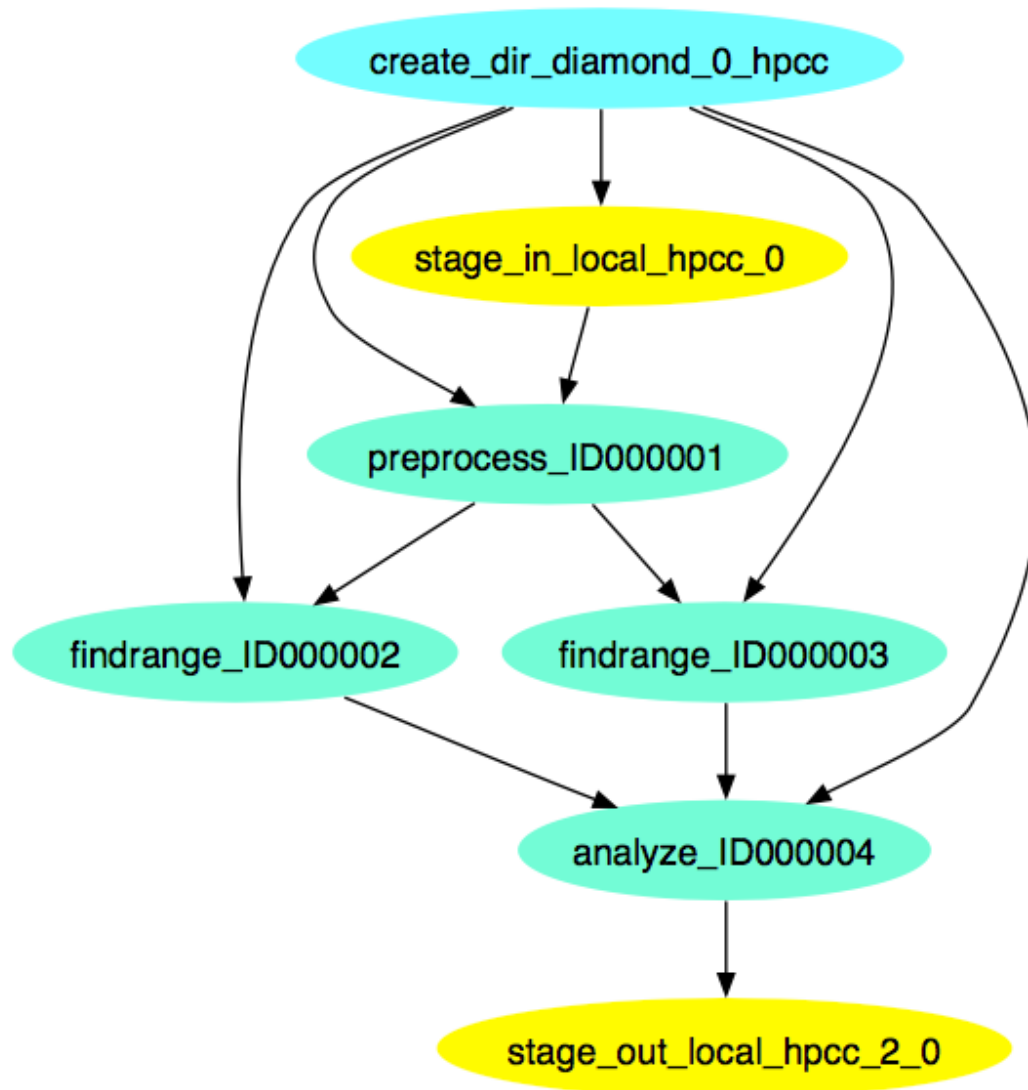 create_dir_diamond_0_hpcc
stage_in_local_hpcc_0
preprocess_ID000001
findrange_ID000002
findrange_ID000003
analyze_ID000004
stage_out_local_hpcc_2_0